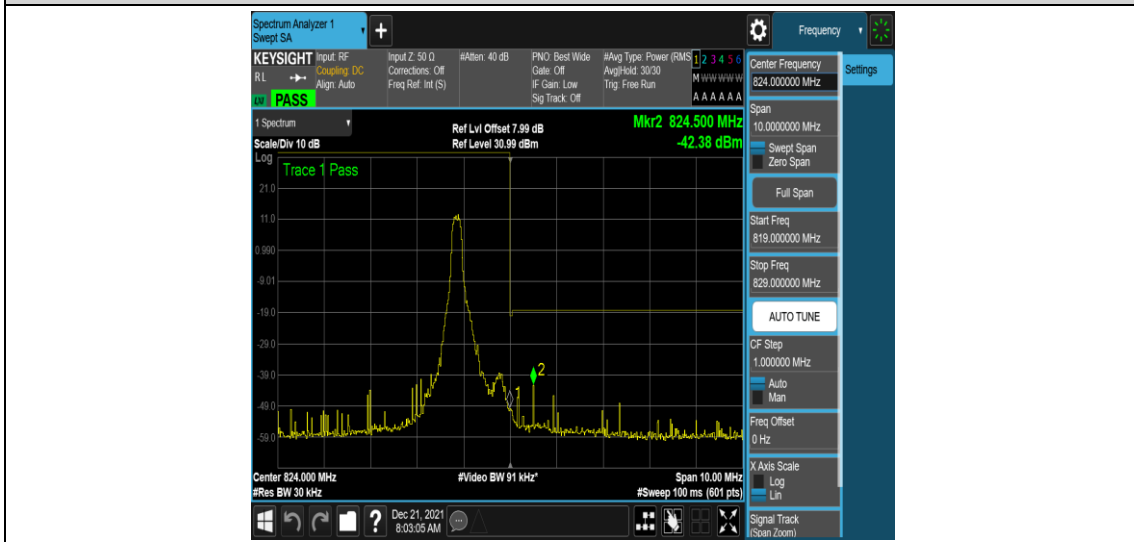 Spectrum Analyzer 1
Swept SA
Frequency
KEYSIGHT
RL
PASS
Input: RF
Coupling: DC
Align: Auto
Input Z: 50 Ω
Corrections: Off
Freq Ref: Int (S)
#Atten: 40 dB
PNO: Best Wide
Gate: Off
IF Gain: Low
Sig Track: Off
#Avg Type: Power (RMS
Avg|Hold: 30/30
Trig: Free Run
1 2 3 4 5 6
M W W W W W
A A A A A A
1 Spectrum
Scale/Div 10 dB
Ref Lvl Offset 7.99 dB
Ref Level 30.99 dBm
Mkr2 824.500 MHz
-42.38 dBm
Log
Trace 1 Pass
21.0
11.0
0.990
-9.01
-19.0
-29.0
-39.0
-49.0
-59.0
2
1
Center 824.000 MHz
#Res BW 30 kHz
#Video BW 91 kHz*
Span 10.00 MHz
#Sweep 100 ms (601 pts)
Dec 21, 2021
8:03:05 AM
?
Center Frequency
824.000000 MHz
Settings
Span
10.0000000 MHz
Swept Span
Zero Span
Full Span
Start Freq
819.000000 MHz
Stop Freq
829.000000 MHz
AUTO TUNE
CF Step
1.000000 MHz
Auto
Man
Freq Offset
0 Hz
X Axis Scale
Log
Lin
Signal Track
(Span Zoom)